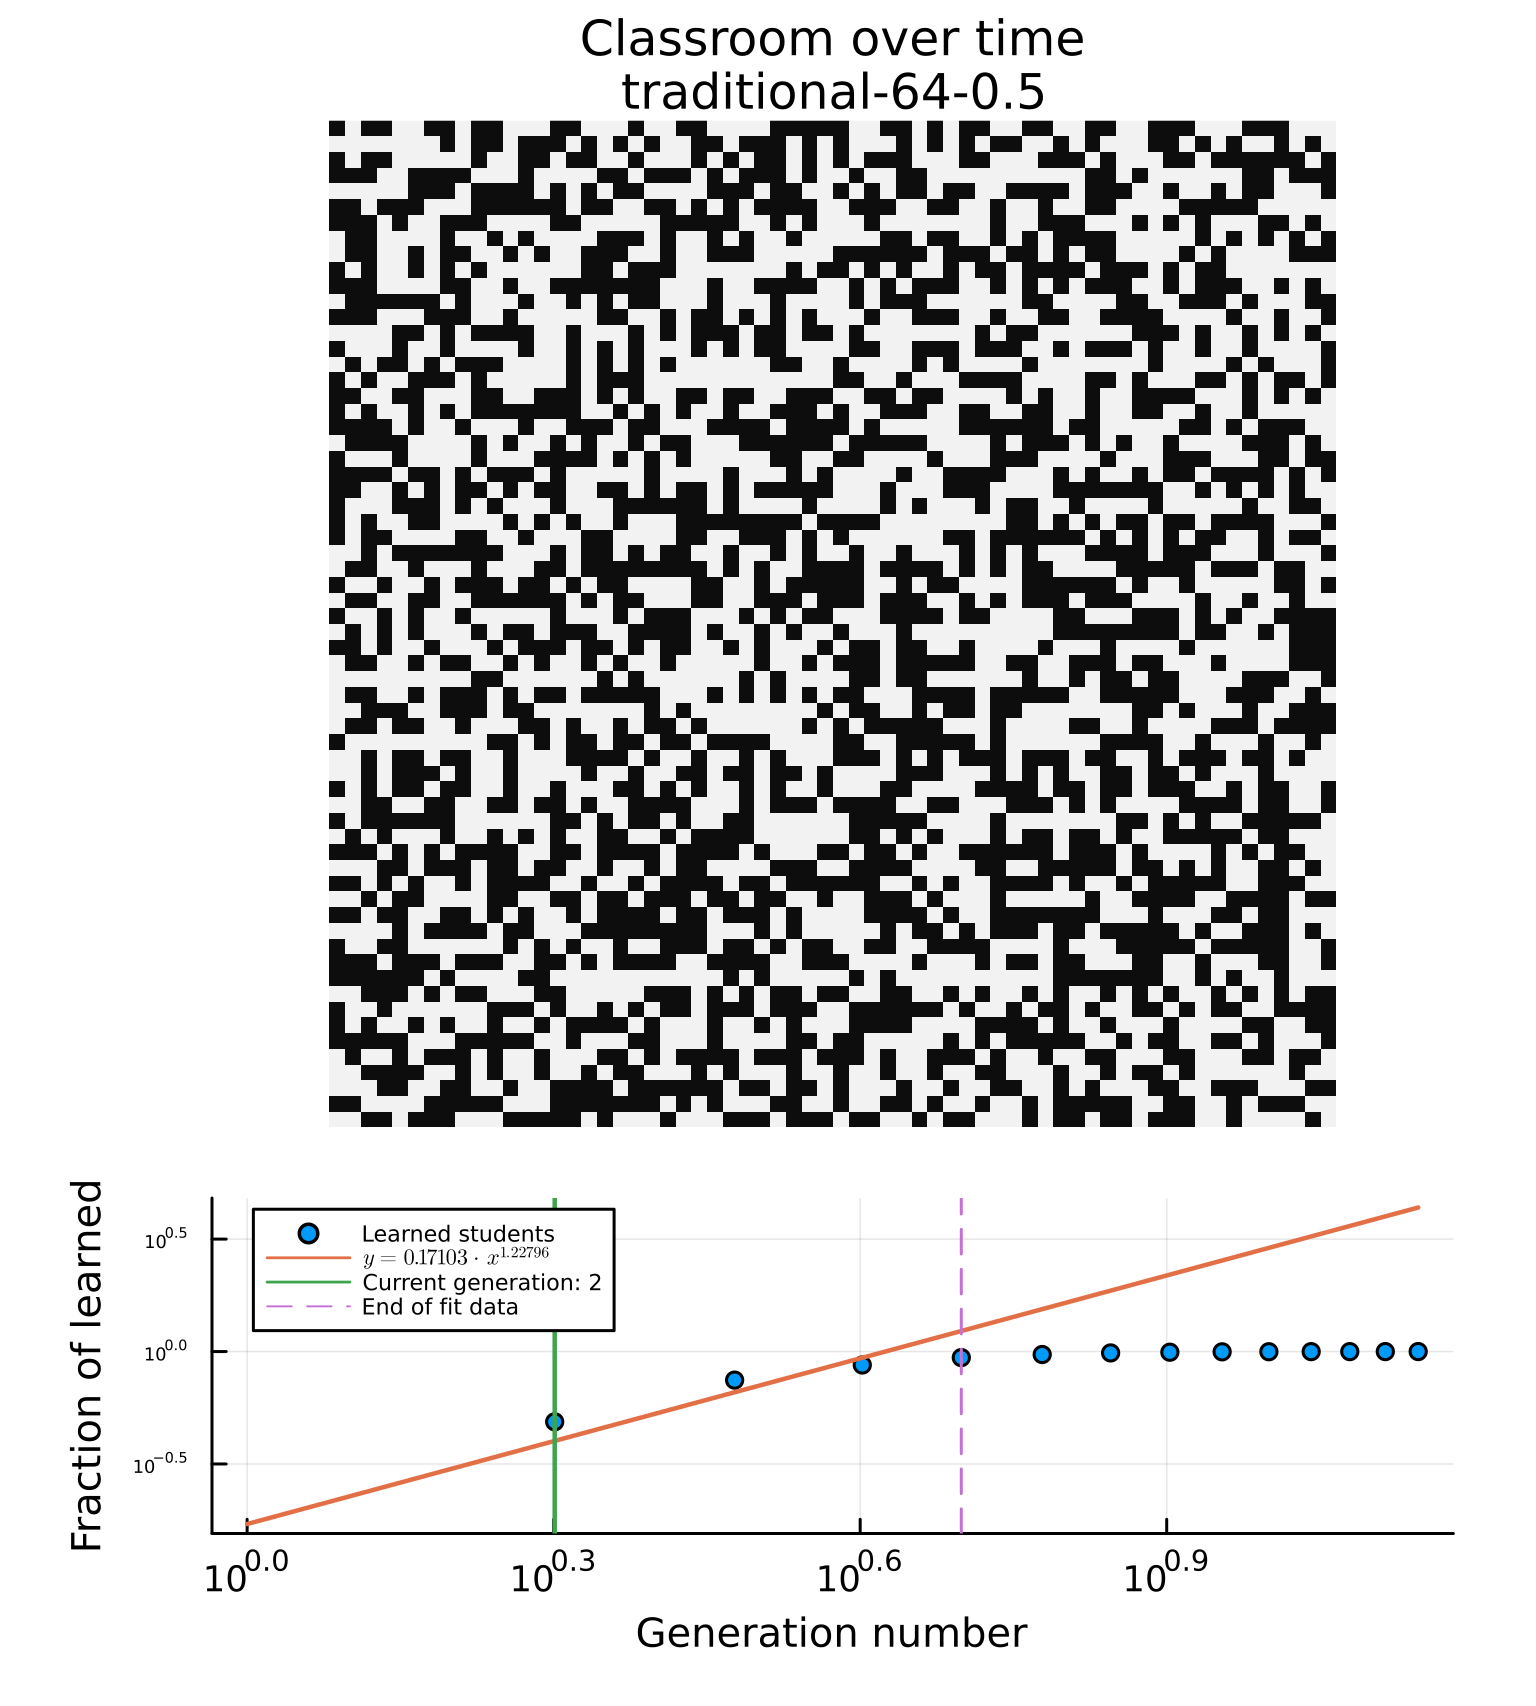 Classroom over time
traditional-64-0.5
Fraction of learned
10^0.5
10^0.0
10^−0.5
Learned students
y = 0.17103 · x^1.22796
Current generation: 2
End of fit data
10^0.0 10^0.3 10^0.6 10^0.9
Generation number